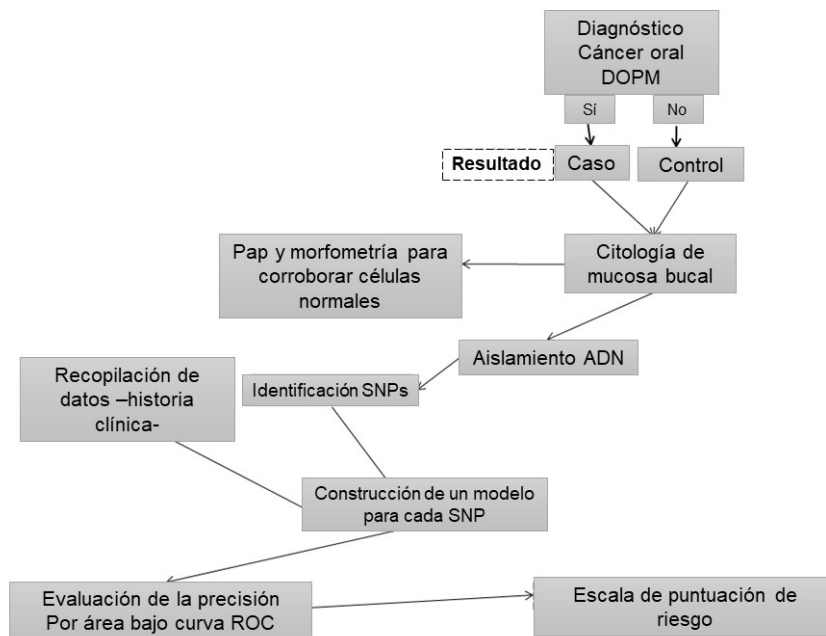 Diagnóstico
Cáncer oral
DOPM
Sí
No
Resultado
Caso
Control
Pap y morfometría para
corroborar células
normales
Citología de
mucosa bucal
Aislamiento ADN
Recopilación de
datos –historia
clínica-
Identificación SNPs
Construcción de un modelo
para cada SNP
Evaluación de la precisión
Por área bajo curva ROC
Escala de puntuación de
riesgo